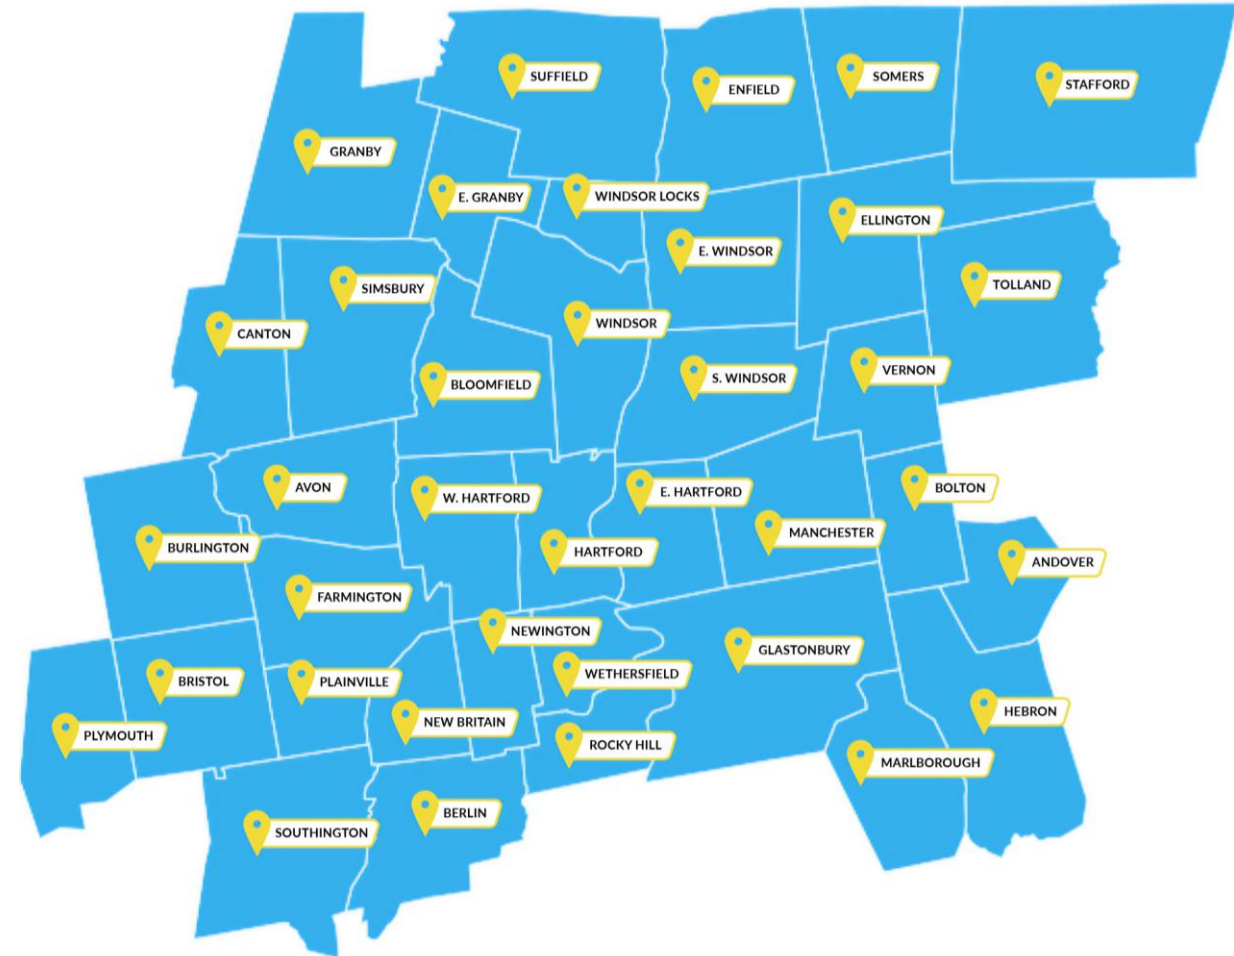 SUFFIELD
ENFIELD
SOMERS
STAFFORD
GRANBY
E. GRANBY
WINDSOR LOCKS
ELLINGTON
E. WINDSOR
TOLLAND
SIMSBURY
CANTON
WINDSOR
BLOOMFIELD
S. WINDSOR
VERNON
AVON
W. HARTFORD
E. HARTFORD
BOLTON
MANCHESTER
BURLINGTON
HARTFORD
ANDOVER
FARMINGTON
NEWINGTON
GLASTONBURY
WETHERSFIELD
BRISTOL
PLAINVILLE
HEBRON
NEW BRITAIN
PLYMOUTH
ROCKY HILL
MARLBOROUGH
BERLIN
SOUTHINGTON